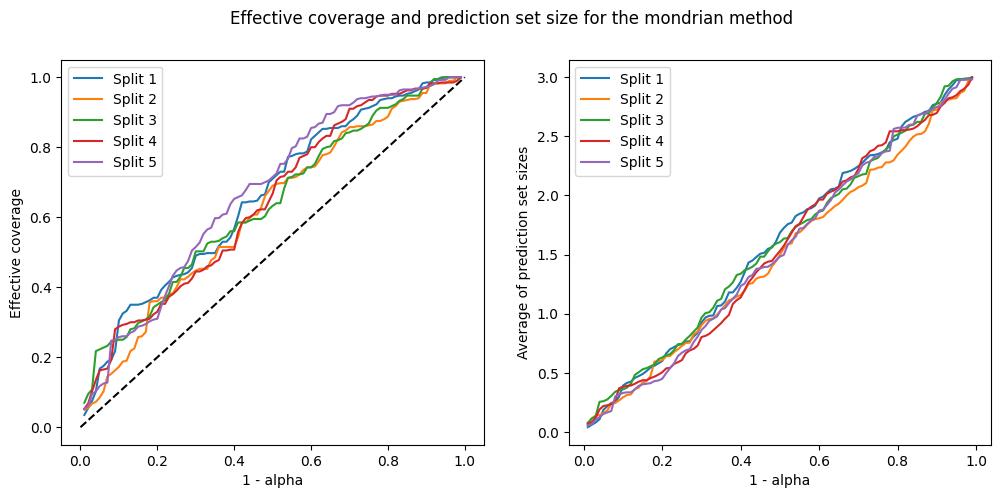 Effective coverage and prediction set size for the mondrian method
Effective coverage
1.0
0.8
0.6
0.4
0.2
0.0
Split 1
Split 2
Split 3
Split 4
Split 5
0.0 0.2 0.4 0.6 0.8 1.0
1 - alpha
Average of prediction set sizes
3.0
2.5
2.0
1.5
1.0
0.5
0.0
Split 1
Split 2
Split 3
Split 4
Split 5
0.0 0.2 0.4 0.6 0.8 1.0
1 - alpha